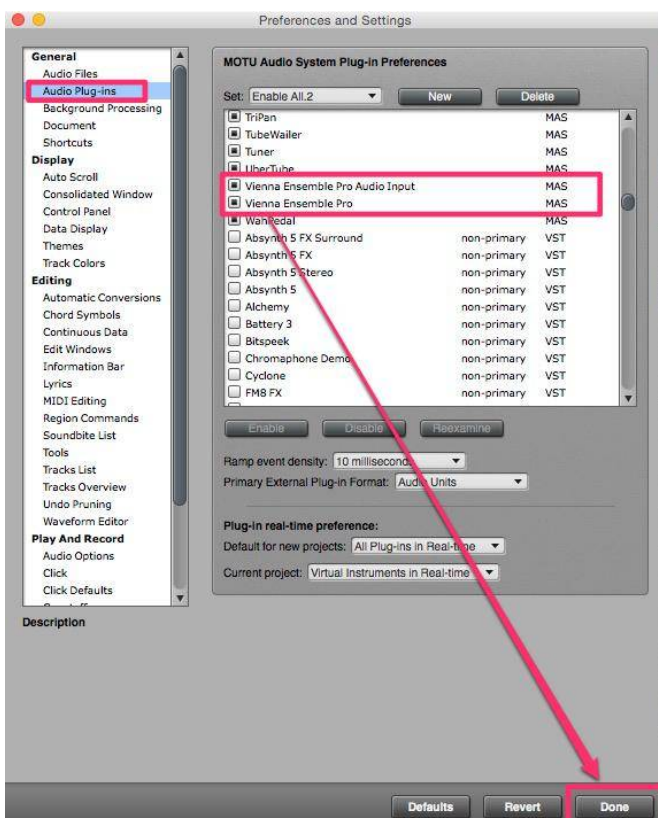 Preferences and Settings
General
Audio Files
Audio Plug-ins
Background Processing
Document
Shortcuts
Display
Auto Scroll
Consolidated Window
Control Panel
Data Display
Themes
Track Colors
Editing
Automatic Conversions
Chord Symbols
Continuous Data
Edit Windows
Information Bar
Lyrics
MIDI Editing
Region Commands
Soundbite List
Tools
Tracks List
Tracks Overview
Undo Pruning
Waveform Editor
Play And Record
Audio Options
Click
Click Defaults
Description
MOTU Audio System Plug-in Preferences
Set: Enable All.2 New Delete
TriPan MAS
TubeWailer MAS
Tuner MAS
UberTube MAS
Vienna Ensemble Pro Audio Input MAS
Vienna Ensemble Pro MAS
WahPedal MAS
Absynth 5 FX Surround non-primary VST
Absynth 5 FX non-primary VST
Absynth 5 Stereo non-primary VST
Absynth 5 non-primary VST
Alchemy non-primary VST
Battery 3 non-primary VST
Bitspeek non-primary VST
Chromaphone Demo non-primary VST
Cyclone non-primary VST
FM8 FX non-primary VST
Enable Disable Reexamine
Ramp event density: 10 milliseconds
Primary External Plug-in Format: Audio Units
Plug-in real-time preference:
Default for new projects: All Plug-ins in Real-time
Current project: Virtual Instruments in Real-time
Defaults Revert Done